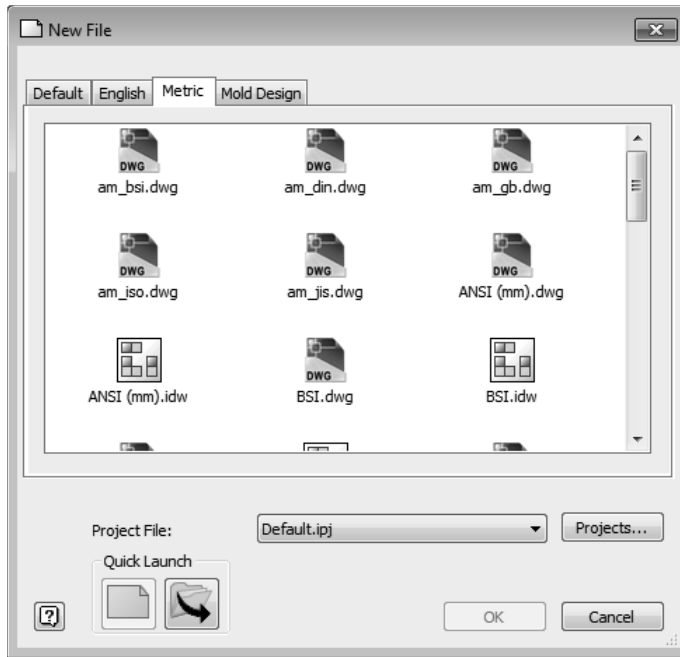 New File
Default English Metric Mold Design
DWG DWG DWG
am_bsi.dwg am_din.dwg am_gb.dwg
DWG DWG DWG
am_iso.dwg am_jis.dwg ANSI (mm).dwg
DWG
ANSI (mm).idw BSI.dwg BSI.idw
Project File: Default.ipj Projects...
Quick Launch
OK Cancel